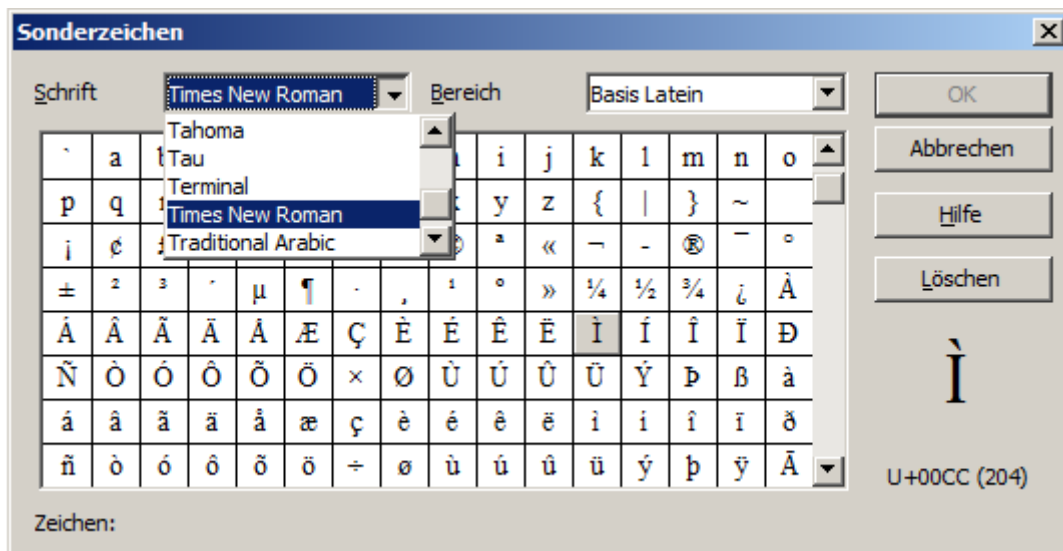 Sonderzeichen
Schrift Times New Roman Bereich Basis Latein OK
Tahoma
Tau
Terminal
Times New Roman
Traditional Arabic
Abbrechen
Hilfe
Löschen
` a i j k l m n o
p q y z { | } ~
¡ ¢ ª « ¬ - ® ¯ °
± ² ³ ´ µ ¶ · ¸ ¹ º » ¼ ½ ¾ ¿ À
Á Â Ã Ä Å Æ Ç È É Ê Ë Ì Í Î Ï Ð
Ñ Ò Ó Ô Õ Ö × Ø Ù Ú Û Ü Ý Þ ß à
á â ã ä å æ ç è é ê ë ì í î ï ð
ñ ò ó ô õ ö ÷ ø ù ú û ü ý þ ÿ Ā
Ì
U+00CC (204)
Zeichen: